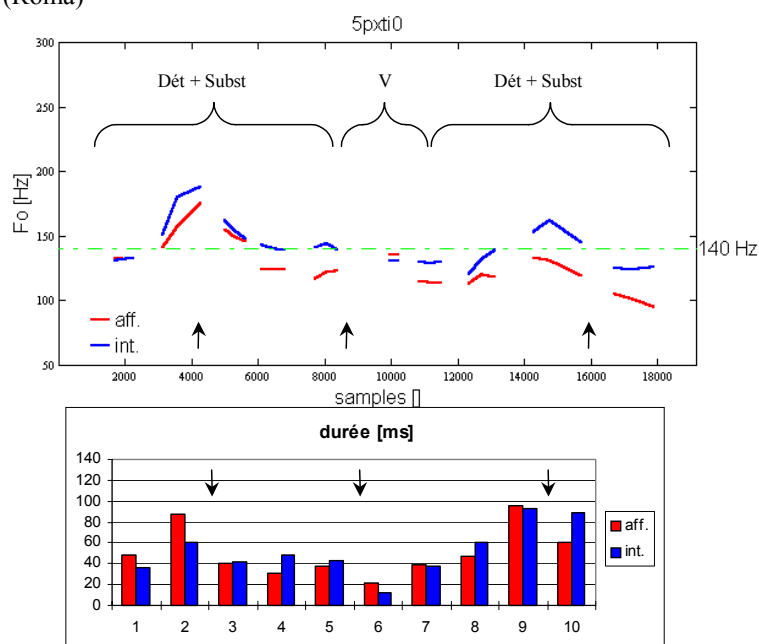 (Roma)
5pxti0
300
250
200
150
100
50
Fo [Hz]
Dét + Subst V Dét + Subst
140 Hz
aff.
int.
2000 4000 6000 8000 10000 12000 14000 16000 18000
samples []
durée [ms]
140
120
100
80
60
40
20
0
1 2 3 4 5 6 7 8 9 10
aff.
int.